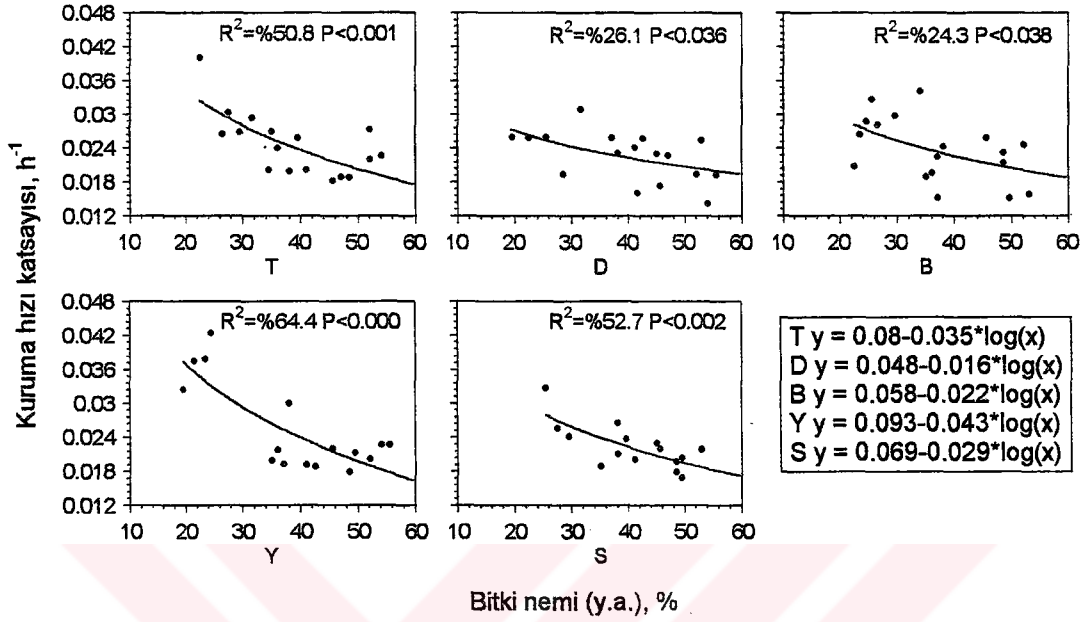 R²=%50.8 P<0.001
R²=%26.1 P<0.036
R²=%24.3 P<0.038
0.048
0.042
0.036
0.03
0.024
0.018
0.012
10 20 30 40 50 60
T
10 20 30 40 50 60
D
10 20 30 40 50 60
B
Kuruma hızı katsayısı, h⁻¹
R²=%64.4 P<0.000
R²=%52.7 P<0.002
0.048
0.042
0.036
0.03
0.024
0.018
0.012
10 20 30 40 50 60
Y
10 20 30 40 50 60
S
T y = 0.08-0.035*log(x)
D y = 0.048-0.016*log(x)
B y = 0.058-0.022*log(x)
Y y = 0.093-0.043*log(x)
S y = 0.069-0.029*log(x)
Bitki nemi (y.a.), %